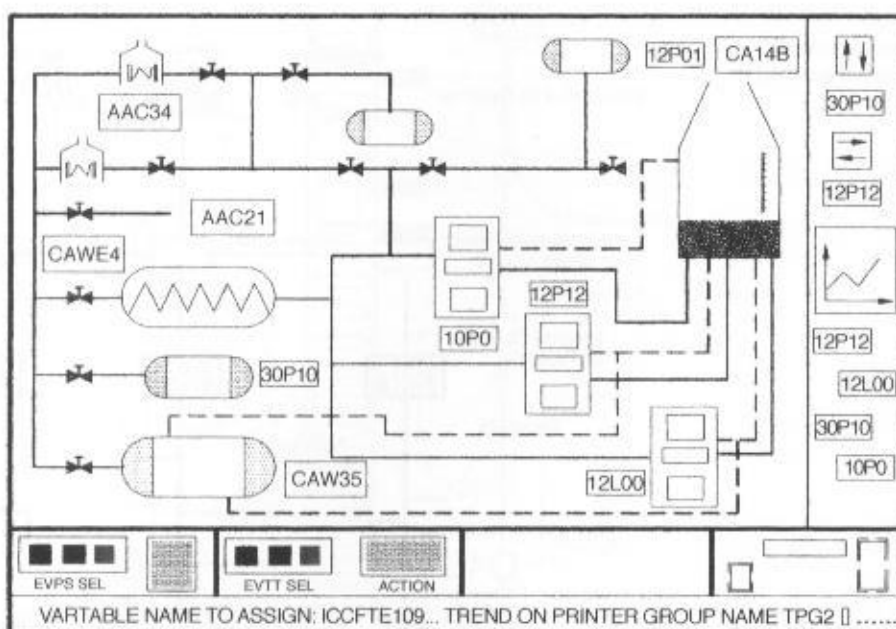 12P01
CA14B
AAC34
30P10
12P12
AAC21
CAWE4
12P12
30P10
10P0
12P12
12L00
30P10
CAW35
12L00
10P0
EVPS SEL
EVTT SEL
ACTION
VARTABLE NAME TO ASSIGN: ICCFTE109... TREND ON PRINTER GROUP NAME TPG2 [] .....